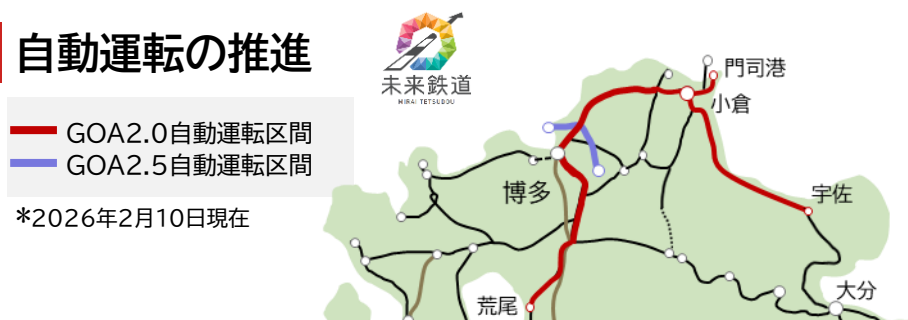 自動運転の推進
未来鉄道
MIRAI TETSUDOU
GOA2.0自動運転区間
GOA2.5自動運転区間
*2026年2月10日現在
門司港
小倉
博多
宇佐
大分
荒尾